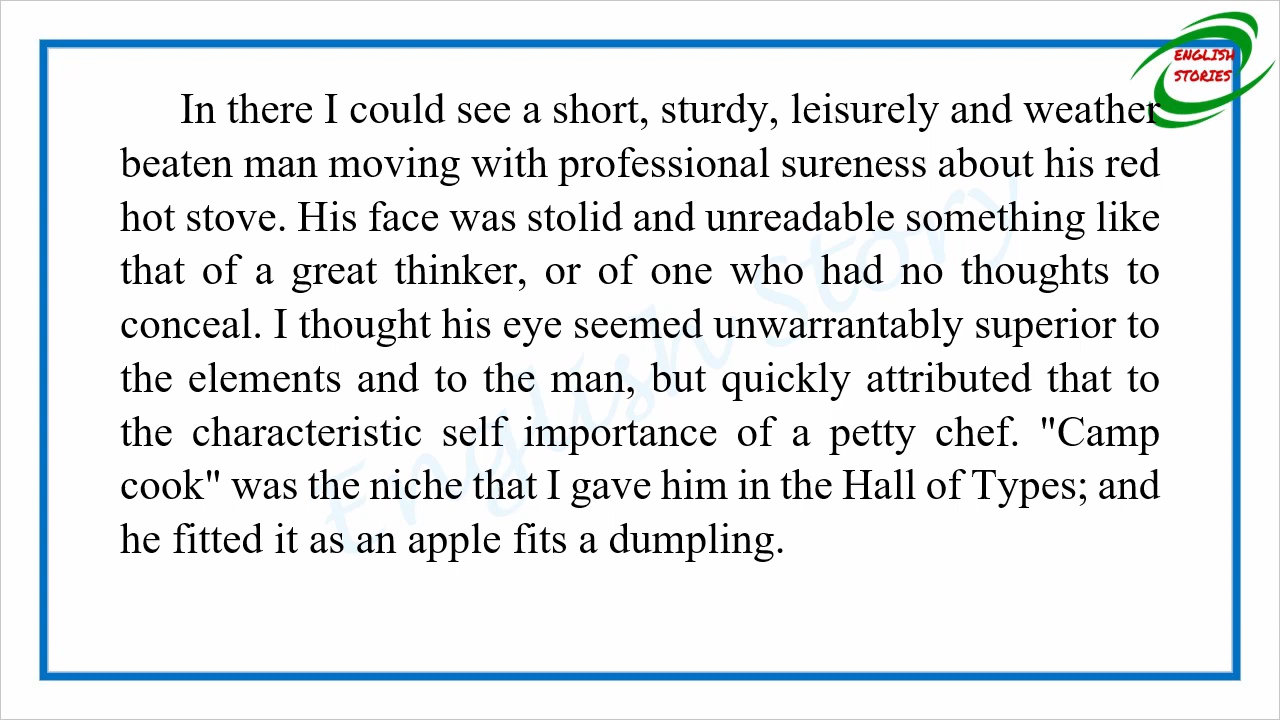 ENGLISH
STORIES
In there I could see a short, sturdy, leisurely and weather
beaten man moving with professional sureness about his red
hot stove. His face was stolid and unreadable something like
that of a great thinker, or of one who had no thoughts to
conceal. I thought his eye seemed unwarrantably superior to
the elements and to the man, but quickly attributed that to
the characteristic self importance of a petty chef. "Camp
cook" was the niche that I gave him in the Hall of Types; and
he fitted it as an apple fits a dumpling.
English Story